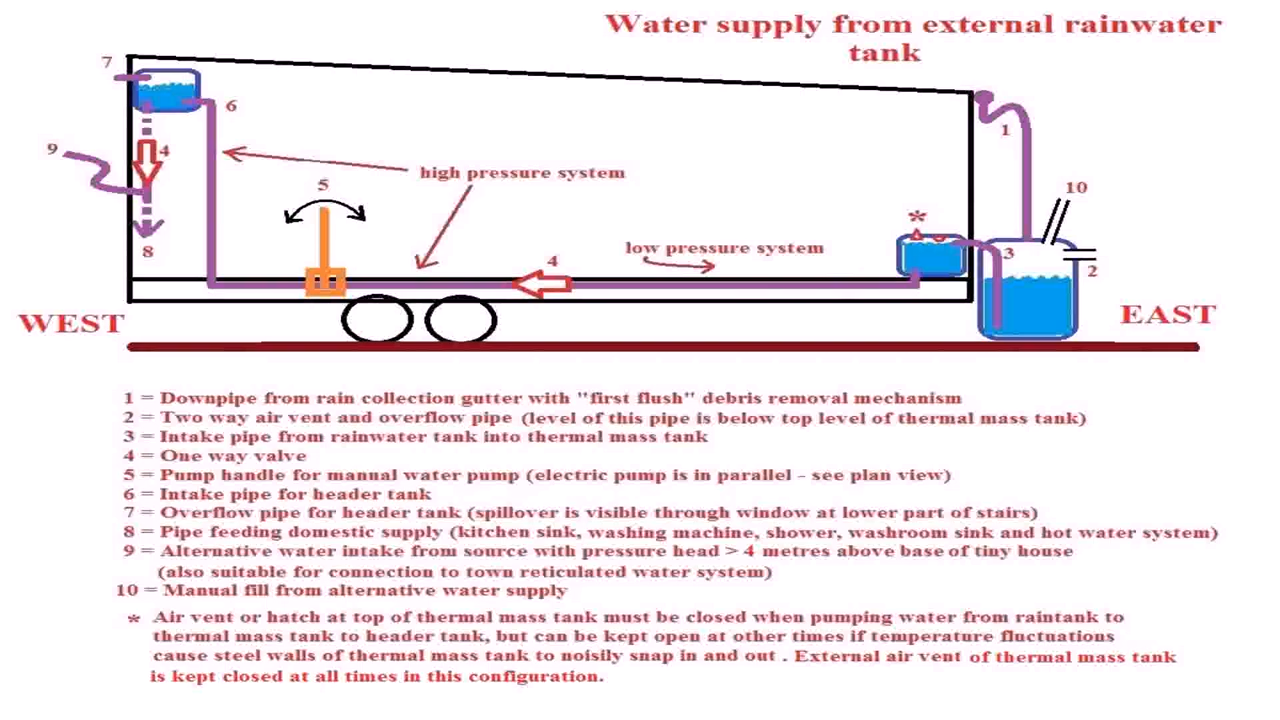 Water supply from external rainwater
tank
7
6
9
4
5
high pressure system
1
10
*
8
4
low pressure system
3
2
WEST
EAST
1 = Downpipe from rain collection gutter with "first flush" debris removal mechanism
2 = Two way air vent and overflow pipe (level of this pipe is below top level of thermal mass tank)
3 = Intake pipe from rainwater tank into thermal mass tank
4 = One way valve
5 = Pump handle for manual water pump (electric pump is in parallel - see plan view)
6 = Intake pipe for header tank
7 = Overflow pipe for header tank (spillover is visible through window at lower part of stairs)
8 = Pipe feeding domestic supply (kitchen sink, washing machine, shower, washroom sink and hot water system)
9 = Alternative water intake from source with pressure head > 4 metres above base of tiny house
(also suitable for connection to town reticulated water system)
10 = Manual fill from alternative water supply
* Air vent or hatch at top of thermal mass tank must be closed when pumping water from raintank to
thermal mass tank to header tank, but can be kept open at other times if temperature fluctuations
cause steel walls of thermal mass tank to noisily snap in and out . External air vent of thermal mass tank
is kept closed at all times in this configuration.